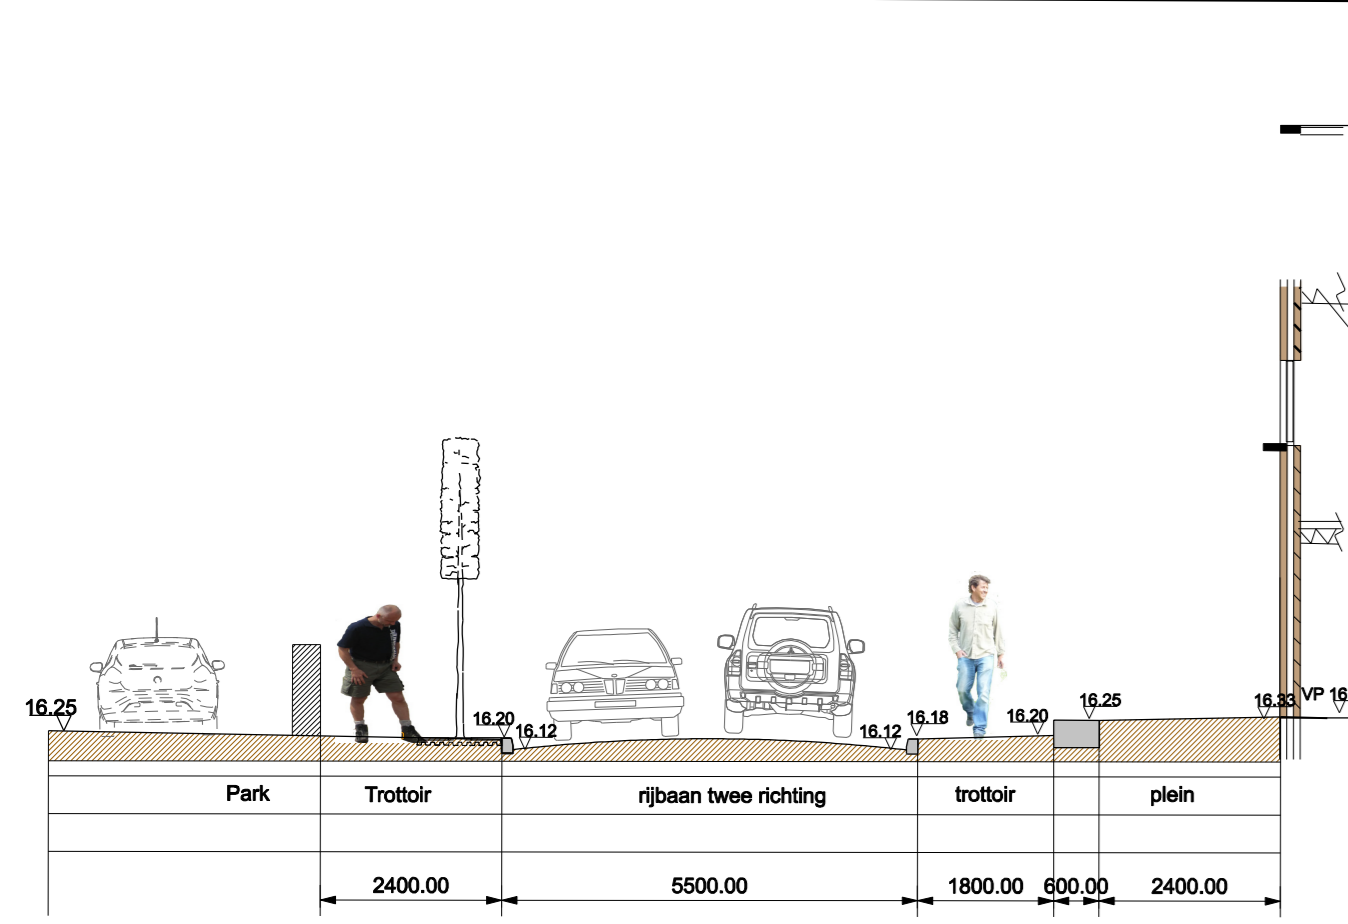 16.25
16.20
16.12
16.12
16.18
16.20
16.25
16.33
VP 16
Park
Trottoir
rijbaan twee richting
trottoir
plein
2400.00
5500.00
1800.00
600.00
2400.00